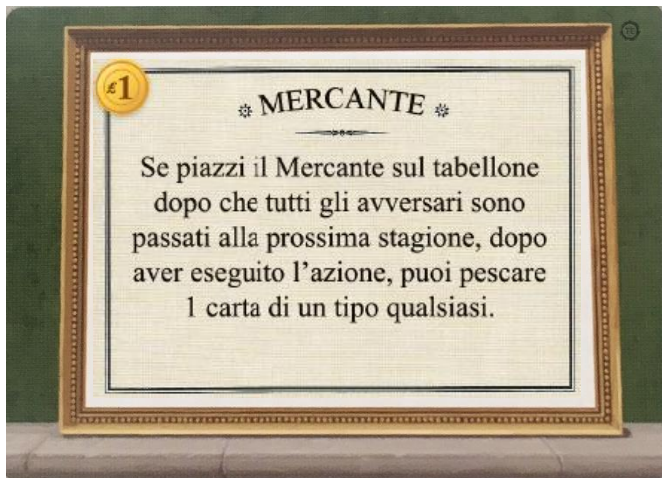 £1
MERCANTE
Se piazzi il Mercante sul tabellone
dopo che tutti gli avversari sono
passati alla prossima stagione, dopo
aver eseguito l’azione, puoi pescare
1 carta di un tipo qualsiasi.